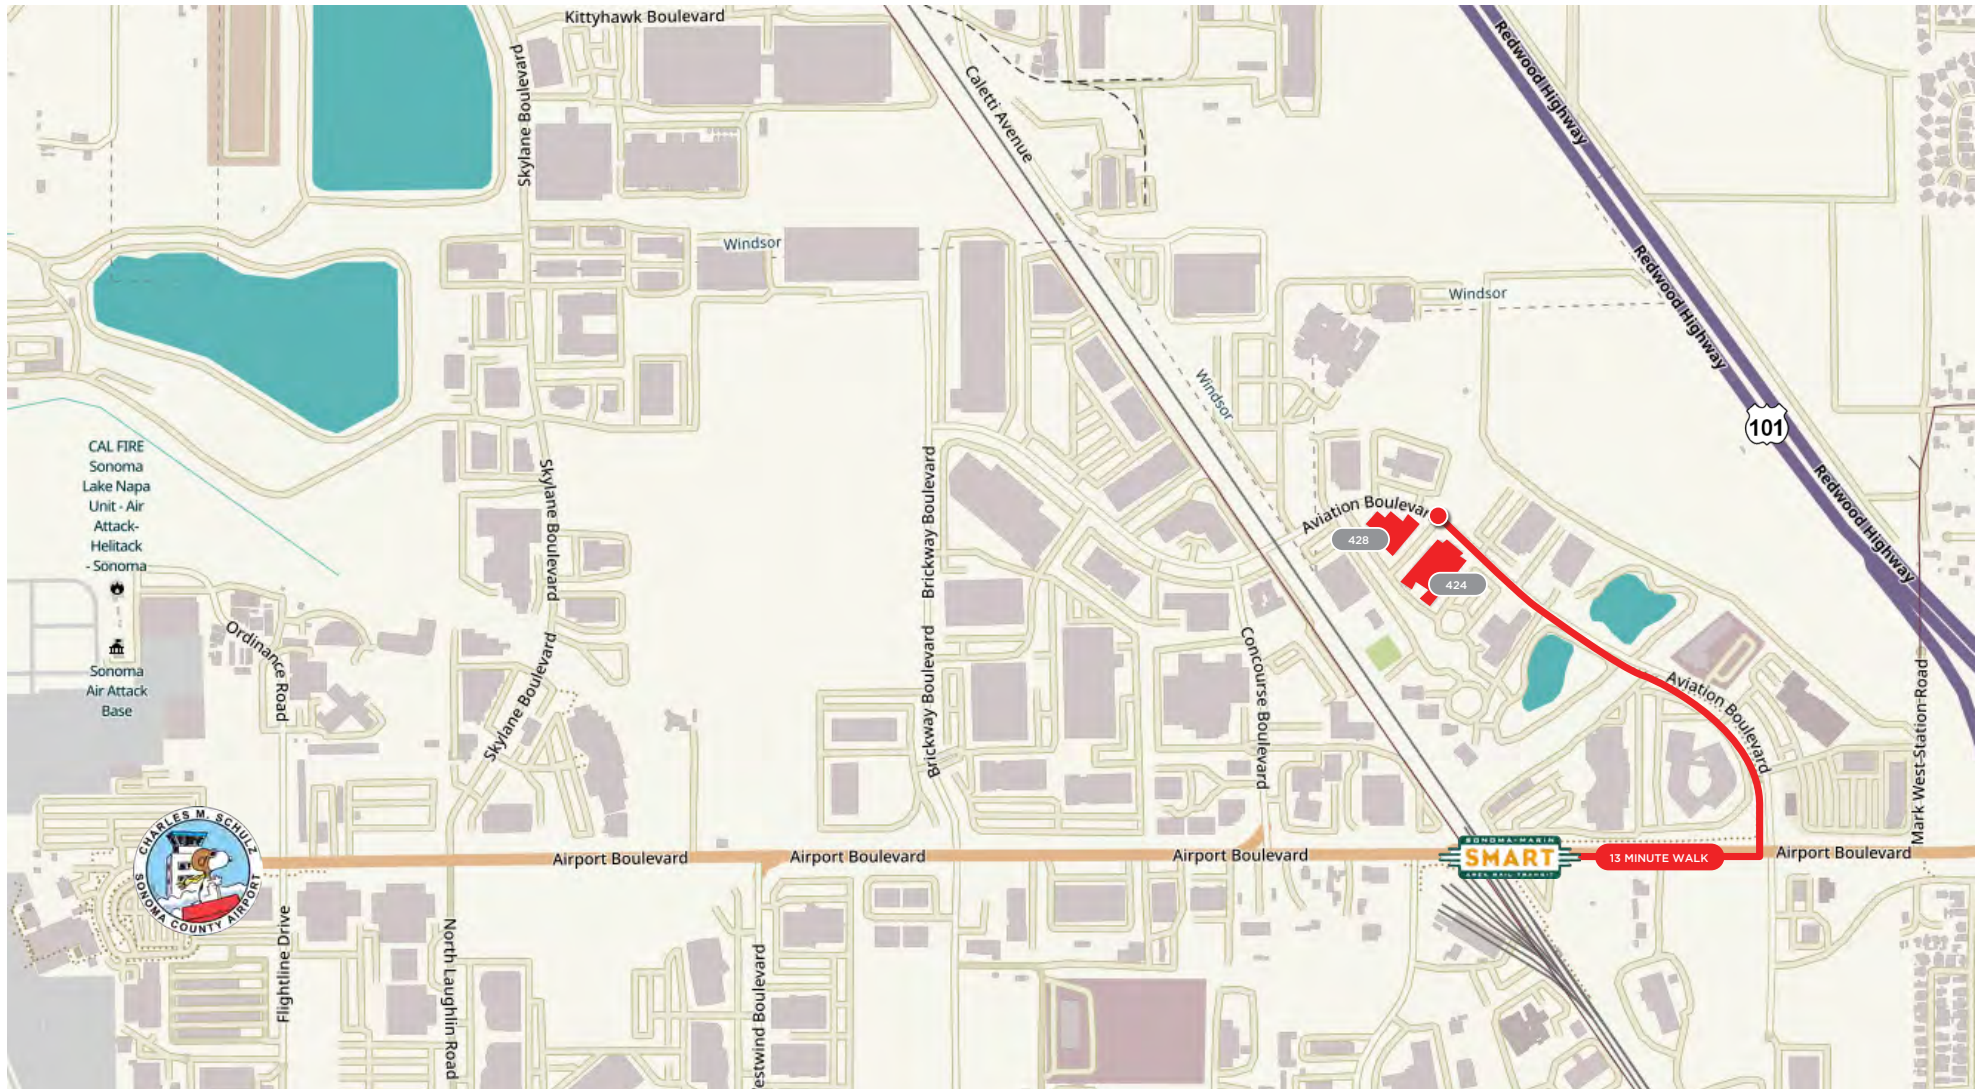 Kittyhawk Boulevard
Redwood Highway
Skylane Boulevard
Caletti Avenue
Windsor
Redwood Highway
Windsor
Windsor
101
CAL FIRE
Sonoma
Lake Napa
Unit - Air
Attack-
Helitack
- Sonoma
Skylane Boulevard
Brickway Boulevard
Aviation Boulevar
Redwood Highway
428
424
Ordinance Road
Sonoma
Air Attack
Base
Skylane Boulevard
Brickway Boulevard
Concourse Boulevard
Aviation Boulevard
Mark West-Station-Road
CHARLES M. SCHULZ
SONOMA COUNTY AIRPORT
Airport Boulevard
Airport Boulevard
Airport Boulevard
SONOMA-MARIN
SMART
AREA RAIL TRANSIT
13 MINUTE WALK
Airport Boulevard
Flightline Drive
North Laughlin Road
estwind Boulevard